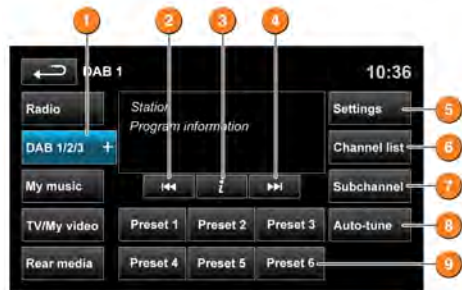 1 2 3 4
DAB 1 10:36
Radio
DAB 1/2/3 +
My music
TV/My video
Rear media
Station
Program information
i
Preset 1 Preset 2 Preset 3
Preset 4 Preset 5 Preset 6
Settings 5
Channel list 6
Subchannel 7
Auto-tune 8
9